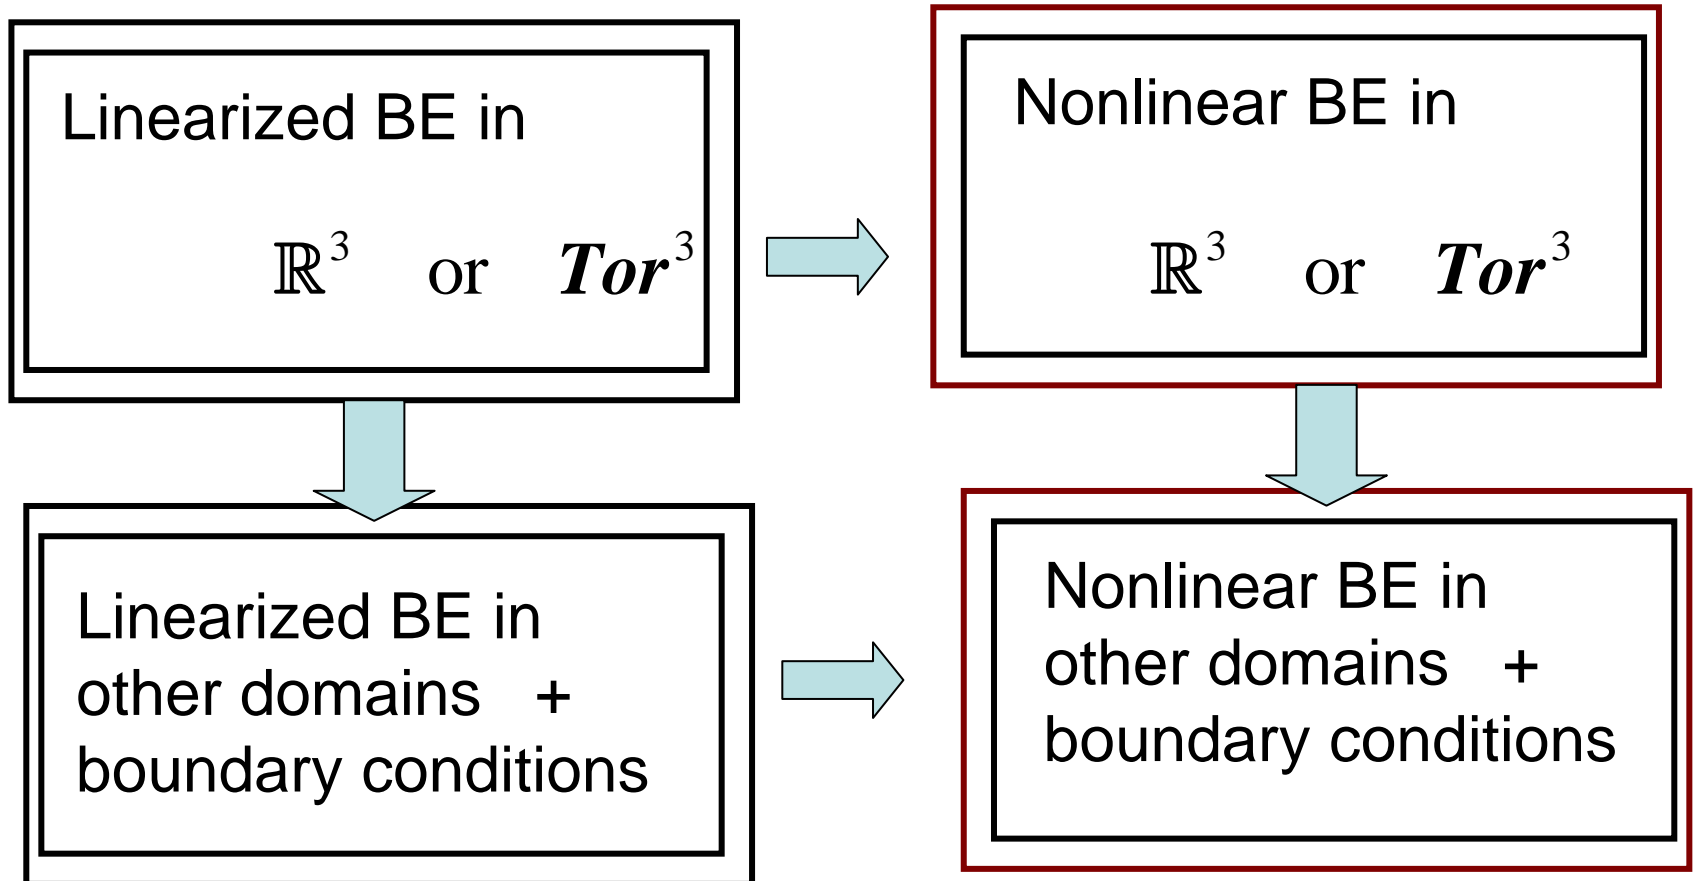 Linearized BE in
ℝ³ or Tor³
Nonlinear BE in
ℝ³ or Tor³
Linearized BE in
other domains +
boundary conditions
Nonlinear BE in
other domains +
boundary conditions